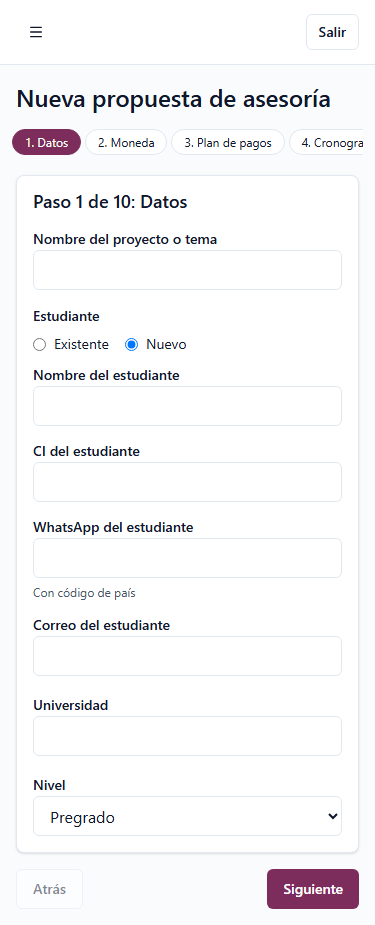 ☰
Salir
Nueva propuesta de asesoría
1. Datos
2. Moneda
3. Plan de pagos
4. Cronogra
Paso 1 de 10: Datos
Nombre del proyecto o tema
Estudiante
Existente
Nuevo
Nombre del estudiante
CI del estudiante
WhatsApp del estudiante
Con código de país
Correo del estudiante
Universidad
Nivel
Pregrado
Atrás
Siguiente